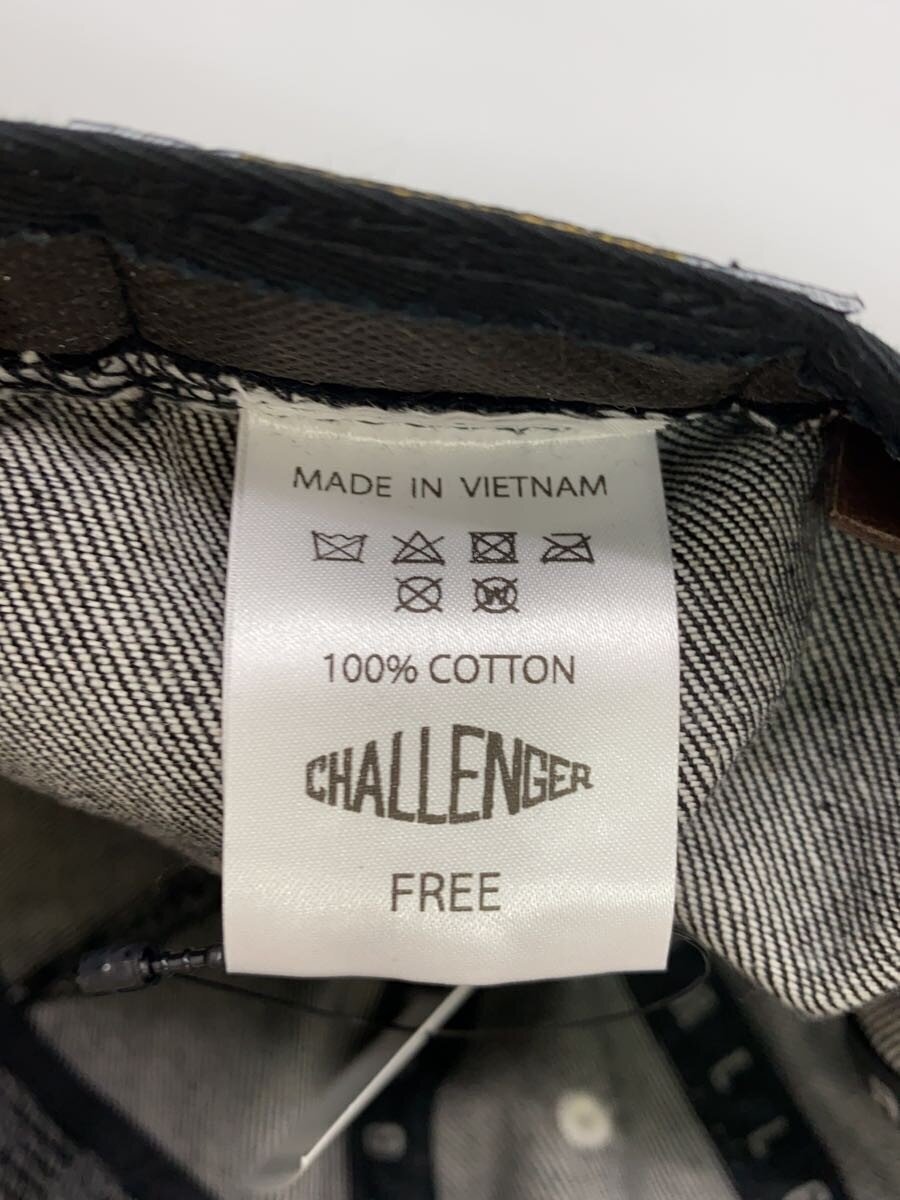 MADE IN VIETNAM
W
100% COTTON
CHALLENGER
FREE